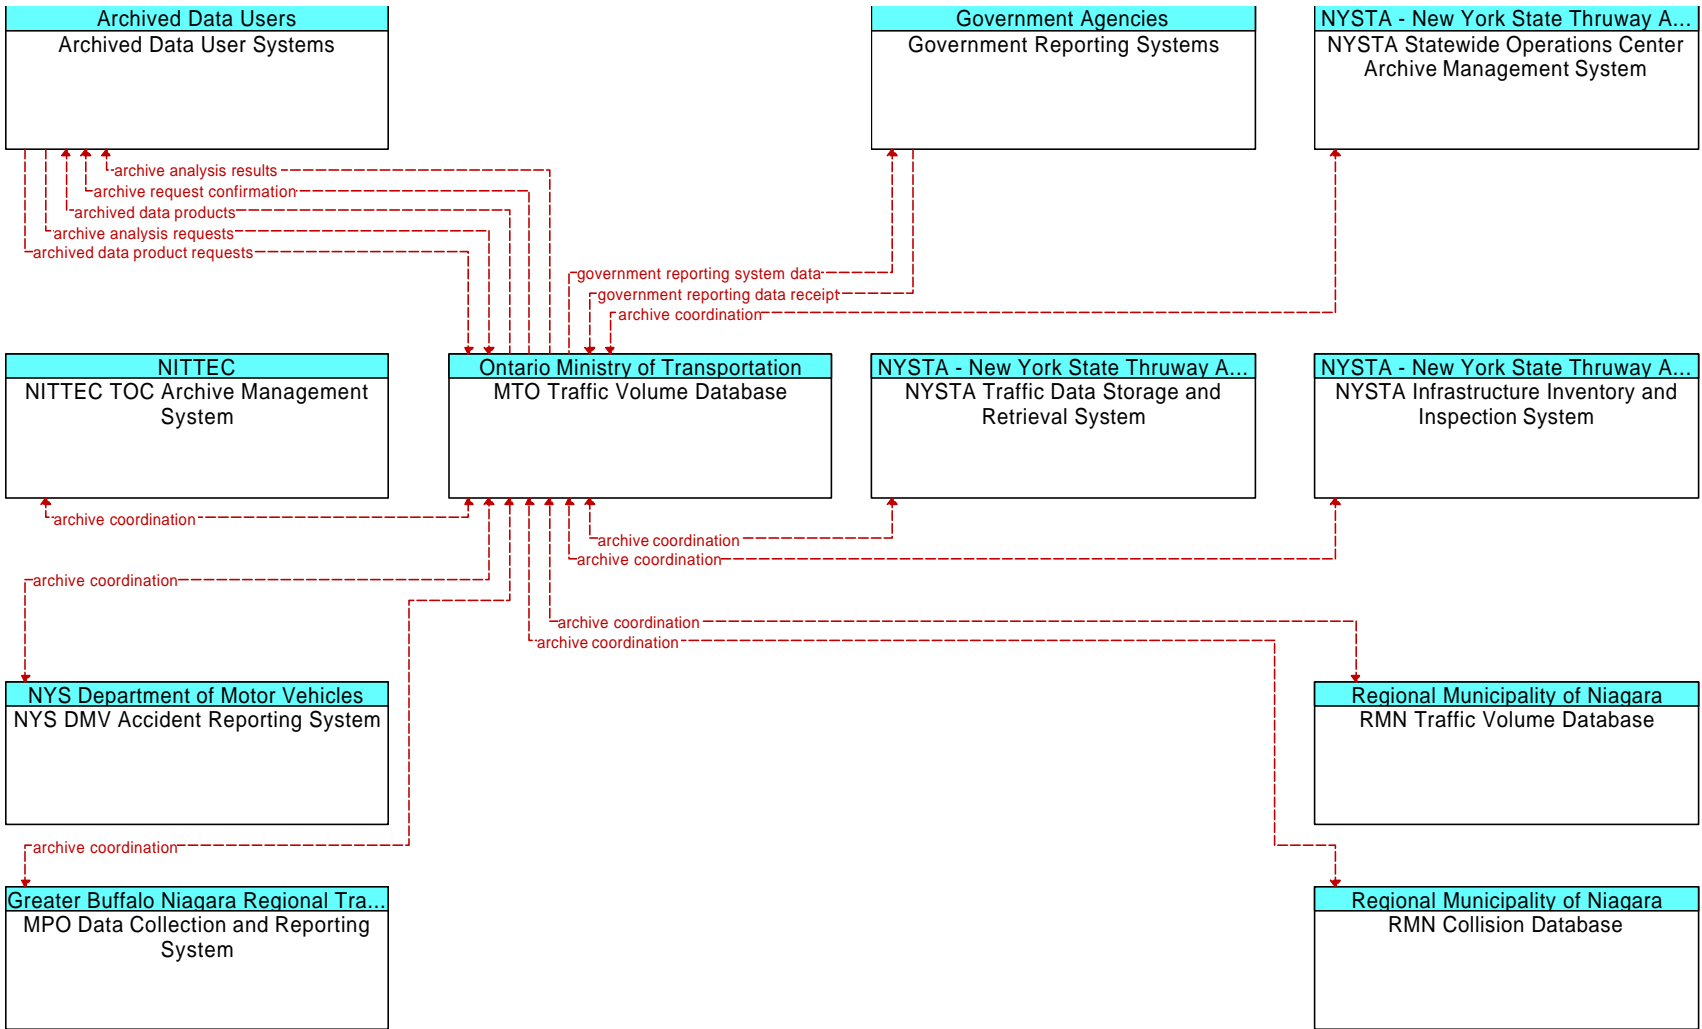 Archived Data Users
Archived Data User Systems
Government Agencies
Government Reporting Systems
NYSTA - New York State Thruway A...
NYSTA Statewide Operations Center
Archive Management System
archive analysis results
archive request confirmation
archived data products
archive analysis requests
archived data product requests
government reporting system data
government reporting data receipt
archive coordination
NITTEC
NITTEC TOC Archive Management
System
Ontario Ministry of Transportation
MTO Traffic Volume Database
NYSTA - New York State Thruway A...
NYSTA Traffic Data Storage and
Retrieval System
NYSTA - New York State Thruway A...
NYSTA Infrastructure Inventory and
Inspection System
archive coordination
archive coordination
archive coordination
archive coordination
archive coordination
archive coordination
NYS Department of Motor Vehicles
NYS DMV Accident Reporting System
Regional Municipality of Niagara
RMN Traffic Volume Database
archive coordination
Greater Buffalo Niagara Regional Tra...
MPO Data Collection and Reporting
System
Regional Municipality of Niagara
RMN Collision Database